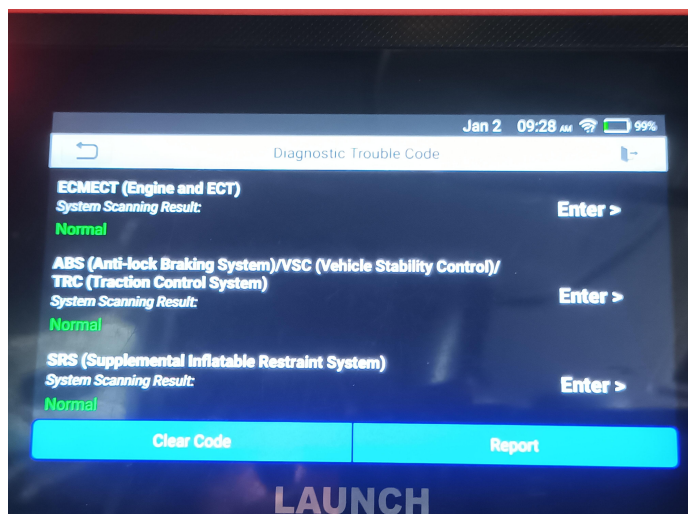 Jan 2 09:28 AM 99%
Diagnostic Trouble Code
ECMECT (Engine and ECT)
System Scanning Result:
Enter >
Normal
ABS (Anti-lock Braking System)/VSC (Vehicle Stability Control)/
TRC (Traction Control System)
System Scanning Result:
Enter >
Normal
SRS (Supplemental Inflatable Restraint System)
System Scanning Result:
Enter >
Normal
Clear Code
Report
LAUNCH